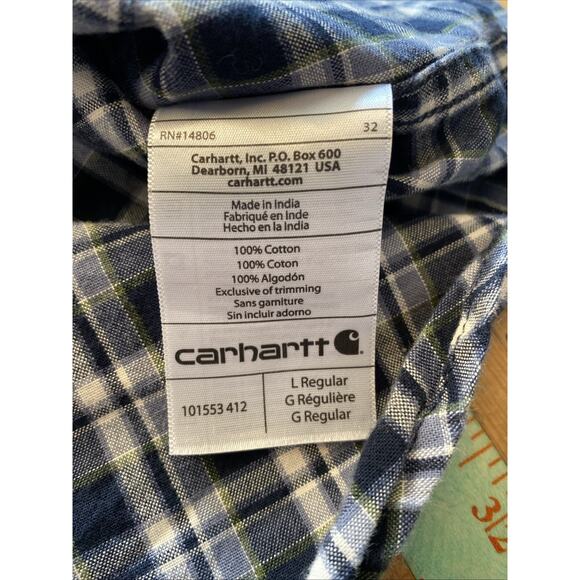 RN#14806 32
Carhartt, Inc. P.O. Box 600
Dearborn, MI 48121 USA
carhartt.com
Made in India
Fabriqué en Inde
Hecho en la India
100% Cotton
100% Coton
100% Algodón
Exclusive of trimming
Sans garniture
Sin incluir adorno
carhartt
101553 412
L Regular
G Régulière
G Regular
32